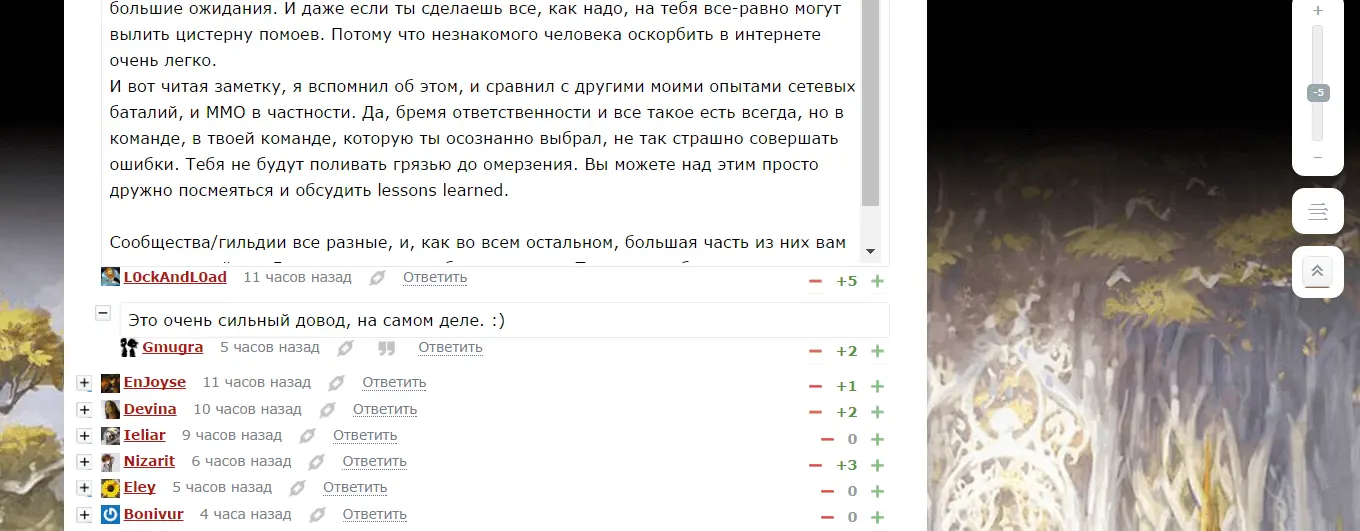 большие ожидания. И даже если ты сделаешь все, как надо, на тебя все-равно могут
вылить цистерну помоев. Потому что незнакомого человека оскорбить в интернете
очень легко.
И вот читая заметку, я вспомнил об этом, и сравнил с другими моими опытами сетевых
баталий, и ММО в частности. Да, бремя ответственности и все такое есть всегда, но в
команде, в твоей команде, которую ты осознанно выбрал, не так страшно совершать
ошибки. Тебя не будут поливать грязью до омерзения. Вы можете над этим просто
дружно посмеяться и обсудить lessons learned.
Сообщества/гильдии все разные, и, как во всем остальном, большая часть из них вам
L0ckAndL0ad 11 часов назад Ответить − +5 +
− Это очень сильный довод, на самом деле. :)
Gmugra 5 часов назад Ответить − +2 +
+ EnJoyse 11 часов назад Ответить − +1 +
+ Devina 10 часов назад Ответить − +2 +
+ Ieliar 9 часов назад Ответить − 0 +
+ Nizarit 6 часов назад Ответить − +3 +
+ Eley 5 часов назад Ответить − 0 +
+ Bonivur 4 часа назад Ответить − 0 +
+
-5
−